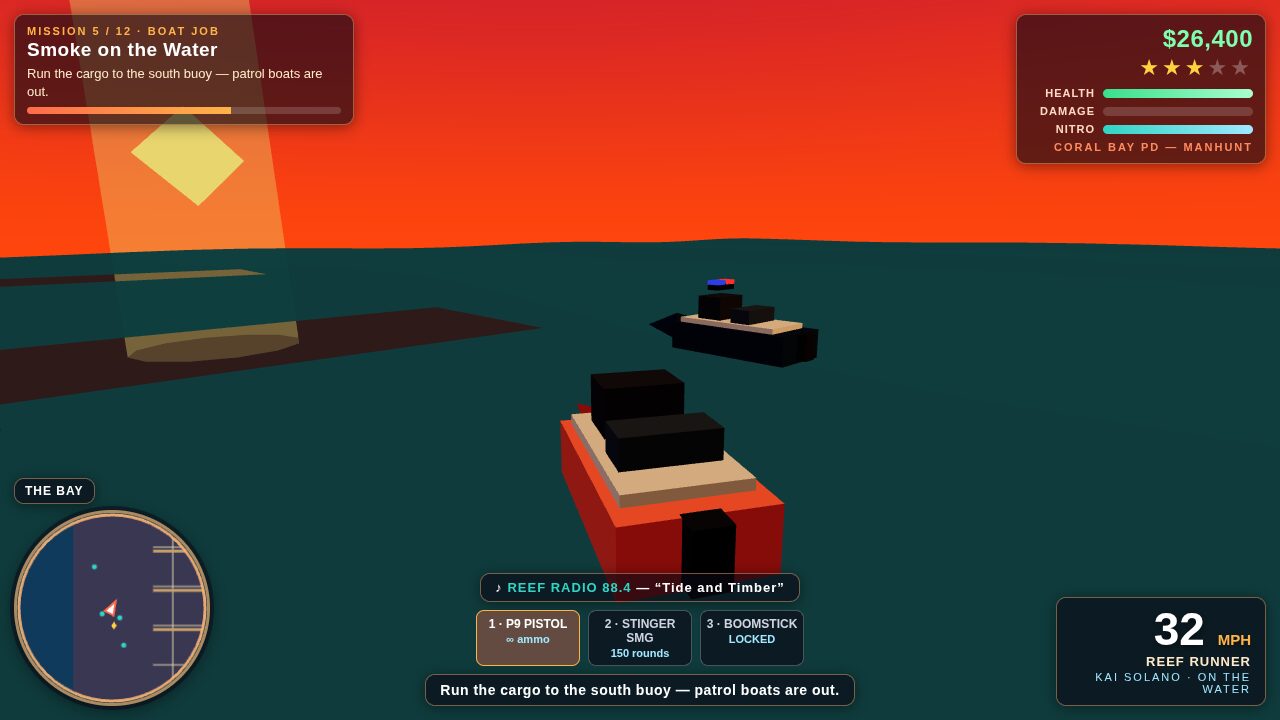 MISSION 5 / 12 · BOAT JOB
Smoke on the Water
Run the cargo to the south buoy — patrol boats are
out.
$26,400
★★★★★
HEALTH
DAMAGE
NITRO
CORAL BAY PD — MANHUNT
THE BAY
♪ REEF RADIO 88.4 — “Tide and Timber”
1 · P9 PISTOL
∞ ammo
2 · STINGER
SMG
150 rounds
3 · BOOMSTICK
LOCKED
Run the cargo to the south buoy — patrol boats are out.
32 MPH
REEF RUNNER
KAI SOLANO · ON THE
WATER